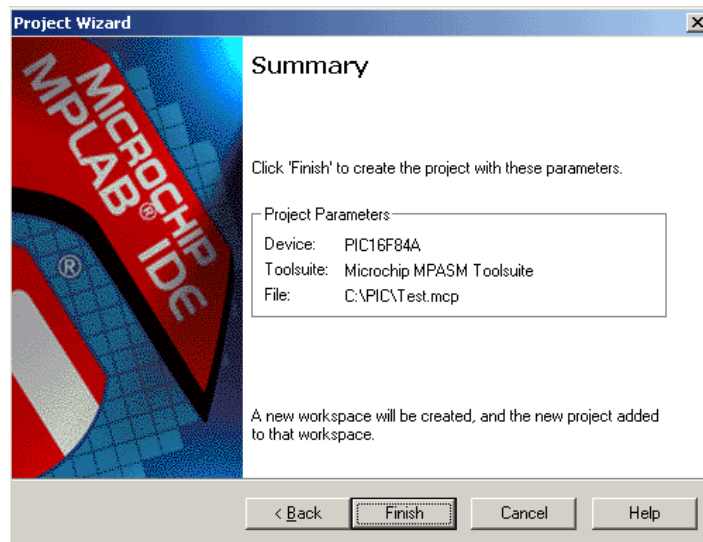 Project Wizard
MICROCHIP
MPLAB® IDE
®
Summary
Click 'Finish' to create the project with these parameters.
Project Parameters
Device: PIC16F84A
Toolsuite: Microchip MPASM Toolsuite
File: C:\PIC\Test.mcp
A new workspace will be created, and the new project added
to that workspace.
< Back Finish Cancel Help